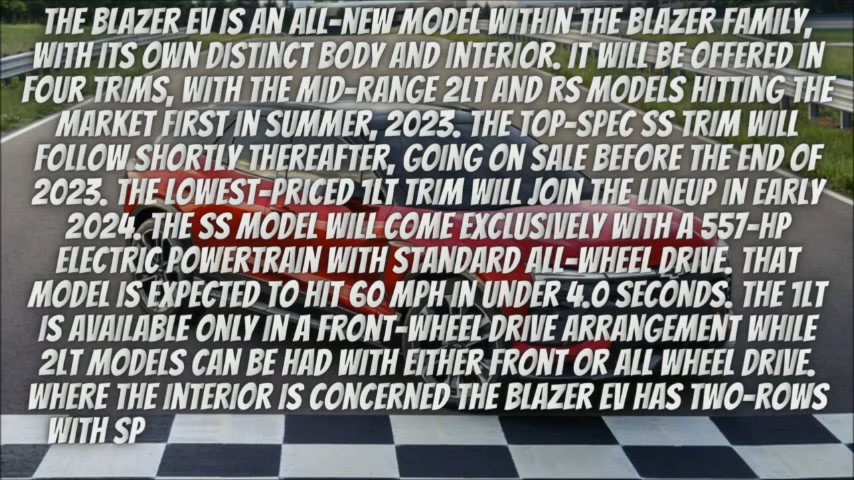 THE BLAZER EV IS AN ALL-NEW MODEL WITHIN THE BLAZER FAMILY,
WITH ITS OWN DISTINCT BODY AND INTERIOR. IT WILL BE OFFERED IN
FOUR TRIMS, WITH THE MID-RANGE 2LT AND RS MODELS HITTING THE
MARKET FIRST IN SUMMER, 2023. THE TOP-SPEC SS TRIM WILL
FOLLOW SHORTLY THEREAFTER, GOING ON SALE BEFORE THE END OF
2023. THE LOWEST-PRICED 1LT TRIM WILL JOIN THE LINEUP IN EARLY
2024. THE SS MODEL WILL COME EXCLUSIVELY WITH A 557-HP
ELECTRIC POWERTRAIN WITH STANDARD ALL-WHEEL DRIVE. THAT
MODEL IS EXPECTED TO HIT 60 MPH IN UNDER 4.0 SECONDS. THE 1LT
IS AVAILABLE ONLY IN A FRONT-WHEEL DRIVE ARRANGEMENT WHILE
2LT MODELS CAN BE HAD WITH EITHER FRONT OR ALL WHEEL DRIVE.
WHERE THE INTERIOR IS CONCERNED THE BLAZER EV HAS TWO-ROWS
WITH SP